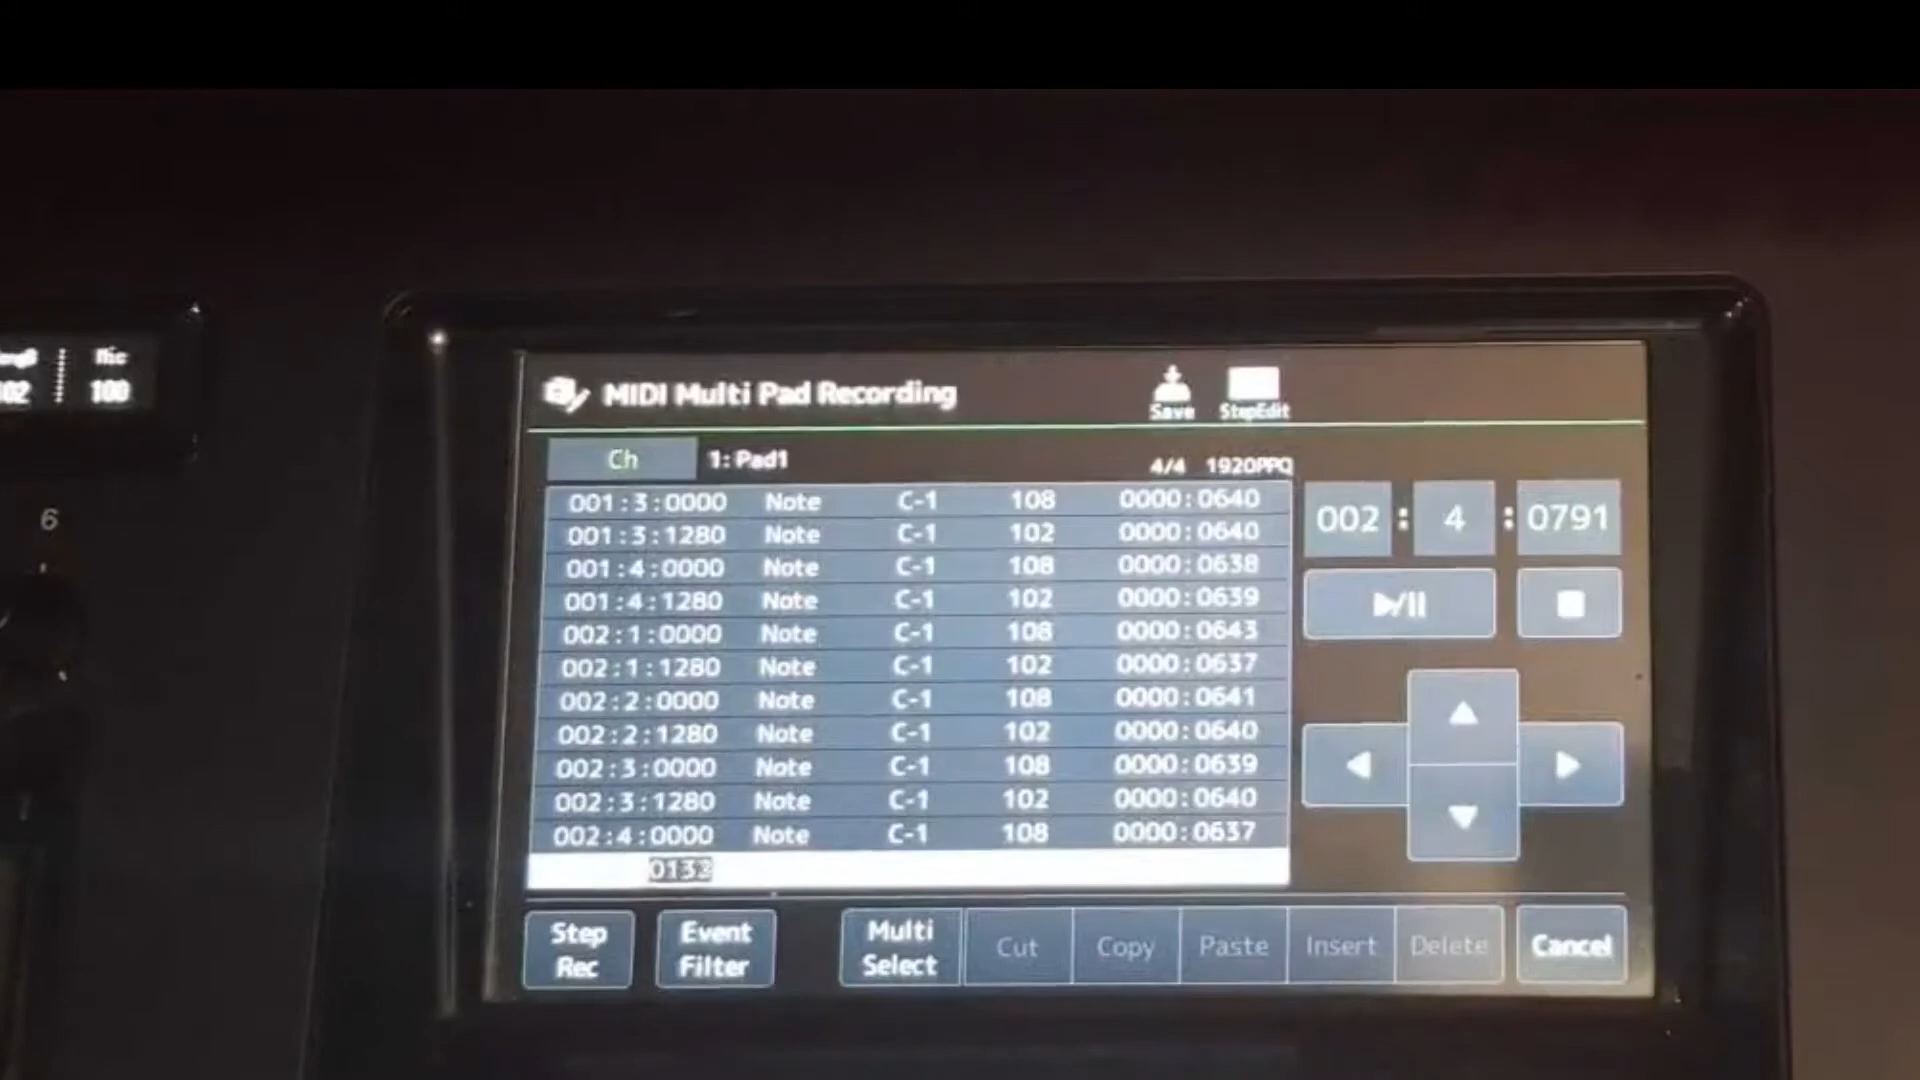 Mic
102
100
6
MIDI Multi Pad Recording
Save
StepEdit
Ch
1: Pad1
4/4 1920PPQ
001:3:0000 Note C-1 108 0000:0640
001:3:1280 Note C-1 102 0000:0640
001:4:0000 Note C-1 108 0000:0638
001:4:1280 Note C-1 102 0000:0639
002:1:0000 Note C-1 108 0000:0643
002:1:1280 Note C-1 102 0000:0637
002:2:0000 Note C-1 108 0000:0641
002:2:1280 Note C-1 102 0000:0640
002:3:0000 Note C-1 108 0000:0639
002:3:1280 Note C-1 102 0000:0640
002:4:0000 Note C-1 108 0000:0637
002 : 4 : 0791
Step
Rec
Event
Filter
Multi
Select
Cut
Copy
Paste
Insert
Delete
Cancel